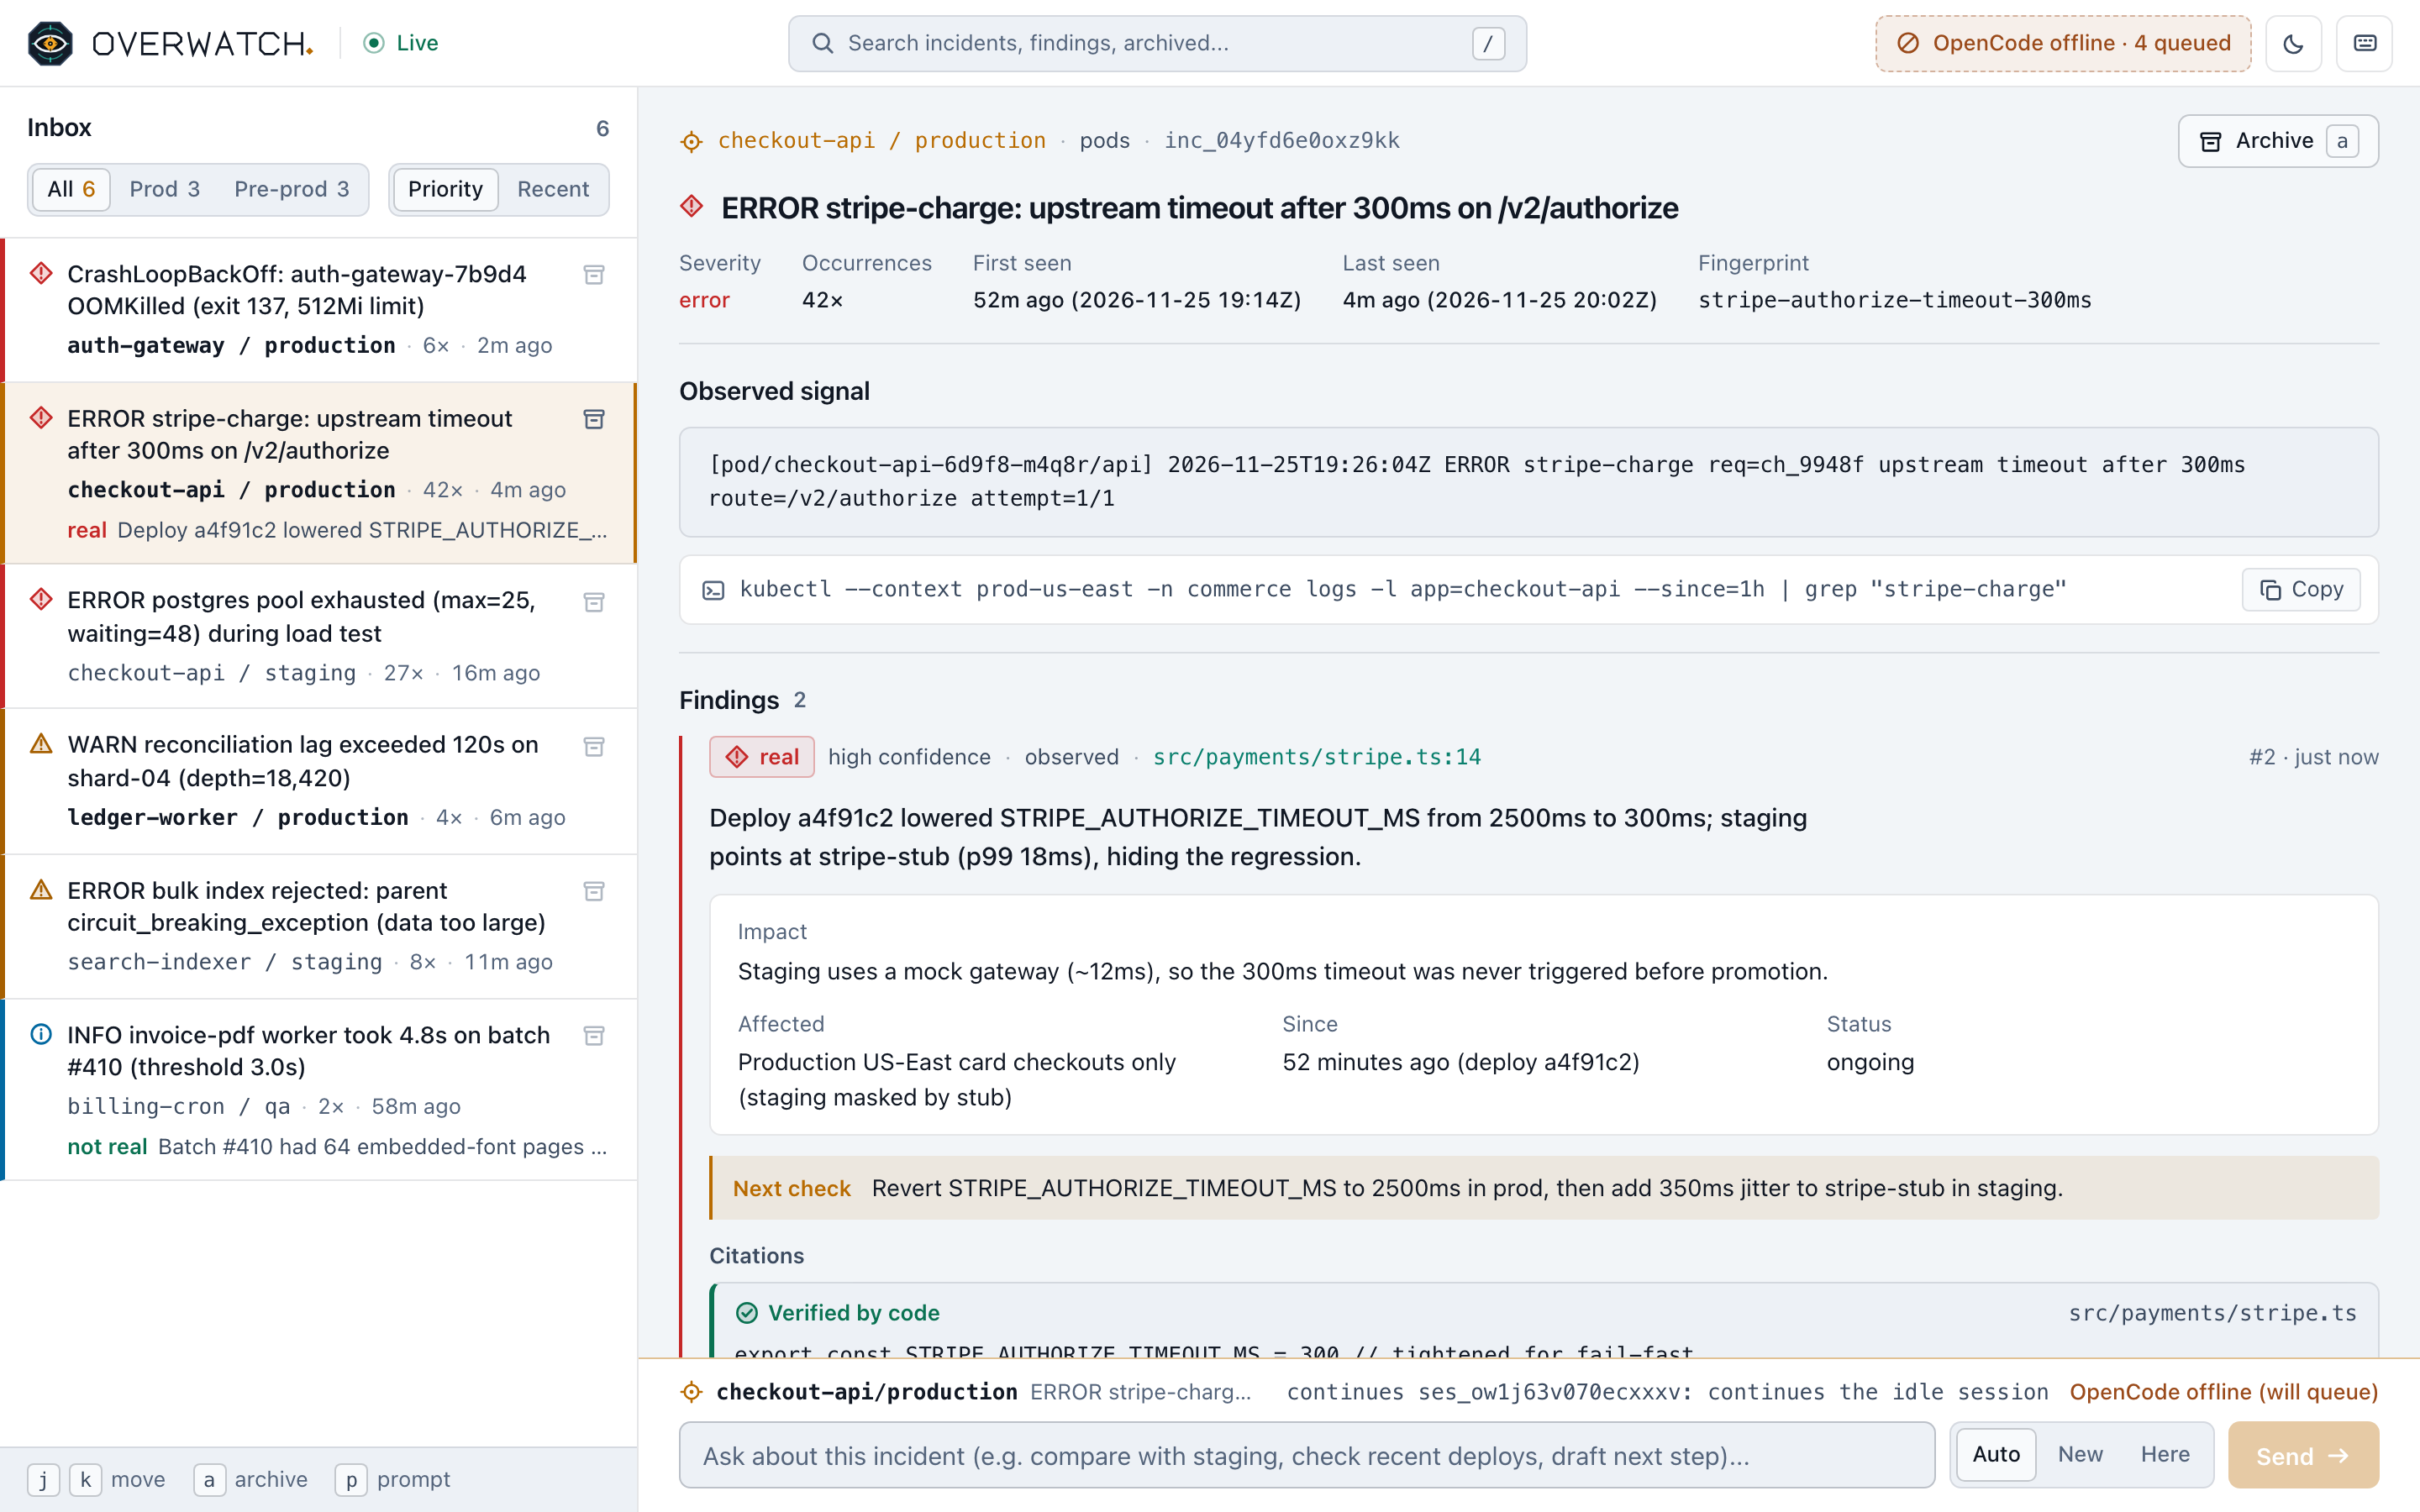 OVERWATCH.
Live
Search incidents, findings, archived...
/
OpenCode offline · 4 queued
Inbox
6
All 6
Prod 3
Pre-prod 3
Priority
Recent
CrashLoopBackOff: auth-gateway-7b9d4
OOMKilled (exit 137, 512Mi limit)
auth-gateway / production · 6× · 2m ago
ERROR stripe-charge: upstream timeout
after 300ms on /v2/authorize
checkout-api / production · 42× · 4m ago
real Deploy a4f91c2 lowered STRIPE_AUTHORIZE_...
ERROR postgres pool exhausted (max=25,
waiting=48) during load test
checkout-api / staging · 27× · 16m ago
WARN reconciliation lag exceeded 120s on
shard-04 (depth=18,420)
ledger-worker / production · 4× · 6m ago
ERROR bulk index rejected: parent
circuit_breaking_exception (data too large)
search-indexer / staging · 8× · 11m ago
INFO invoice-pdf worker took 4.8s on batch
#410 (threshold 3.0s)
billing-cron / qa · 2× · 58m ago
not real Batch #410 had 64 embedded-font pages ...
j k move a archive p prompt
checkout-api / production · pods · inc_04yfd6e0oxz9kk
Archive a
ERROR stripe-charge: upstream timeout after 300ms on /v2/authorize
Severity
error
Occurrences
42×
First seen
52m ago (2026-11-25 19:14Z)
Last seen
4m ago (2026-11-25 20:02Z)
Fingerprint
stripe-authorize-timeout-300ms
Observed signal
[pod/checkout-api-6d9f8-m4q8r/api] 2026-11-25T19:26:04Z ERROR stripe-charge req=ch_9948f upstream timeout after 300ms
route=/v2/authorize attempt=1/1
kubectl --context prod-us-east -n commerce logs -l app=checkout-api --since=1h | grep "stripe-charge"
Copy
Findings 2
real high confidence · observed · src/payments/stripe.ts:14
#2 · just now
Deploy a4f91c2 lowered STRIPE_AUTHORIZE_TIMEOUT_MS from 2500ms to 300ms; staging
points at stripe-stub (p99 18ms), hiding the regression.
Impact
Staging uses a mock gateway (~12ms), so the 300ms timeout was never triggered before promotion.
Affected
Production US-East card checkouts only
(staging masked by stub)
Since
52 minutes ago (deploy a4f91c2)
Status
ongoing
Next check Revert STRIPE_AUTHORIZE_TIMEOUT_MS to 2500ms in prod, then add 350ms jitter to stripe-stub in staging.
Citations
Verified by code
src/payments/stripe.ts
export const STRIPE_AUTHORIZE_TIMEOUT_MS = 300 // tightened for fail-fast
checkout-api/production ERROR stripe-charg...
continues ses_ow1j63v070ecxxxv: continues the idle session
OpenCode offline (will queue)
Ask about this incident (e.g. compare with staging, check recent deploys, draft next step)...
Auto
New
Here
Send →